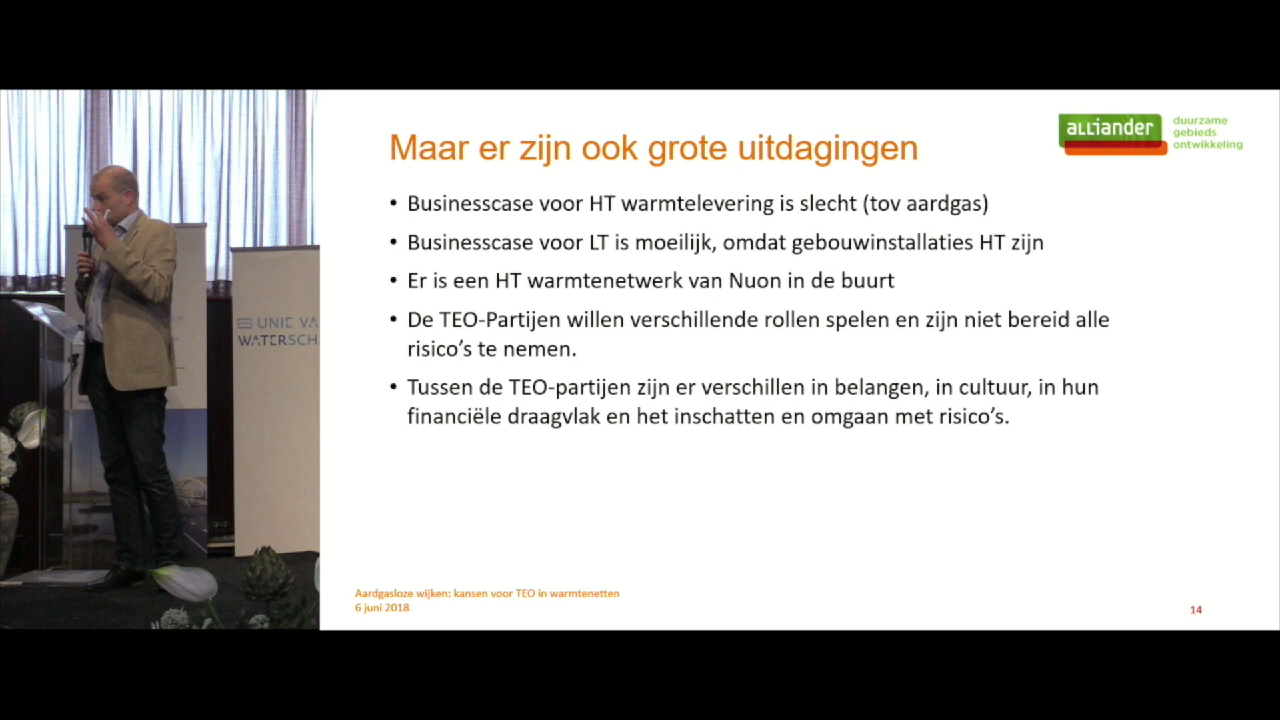 Maar er zijn ook grote uitdagingen
alliander
duurzame
gebieds
ontwikkeling
• Businesscase voor HT warmtelevering is slecht (tov aardgas)
• Businesscase voor LT is moeilijk, omdat gebouwinstallaties HT zijn
• Er is een HT warmtenetwerk van Nuon in de buurt
• De TEO-Partijen willen verschillende rollen spelen en zijn niet bereid alle
risico's te nemen.
• Tussen de TEO-partijen zijn er verschillen in belangen, in cultuur, in hun
financiële draagvlak en het inschatten en omgaan met risico's.
UNIE VA
WATERSCH
Aardgasloze wijken: kansen voor TEO in warmtenetten
6 juni 2018
14